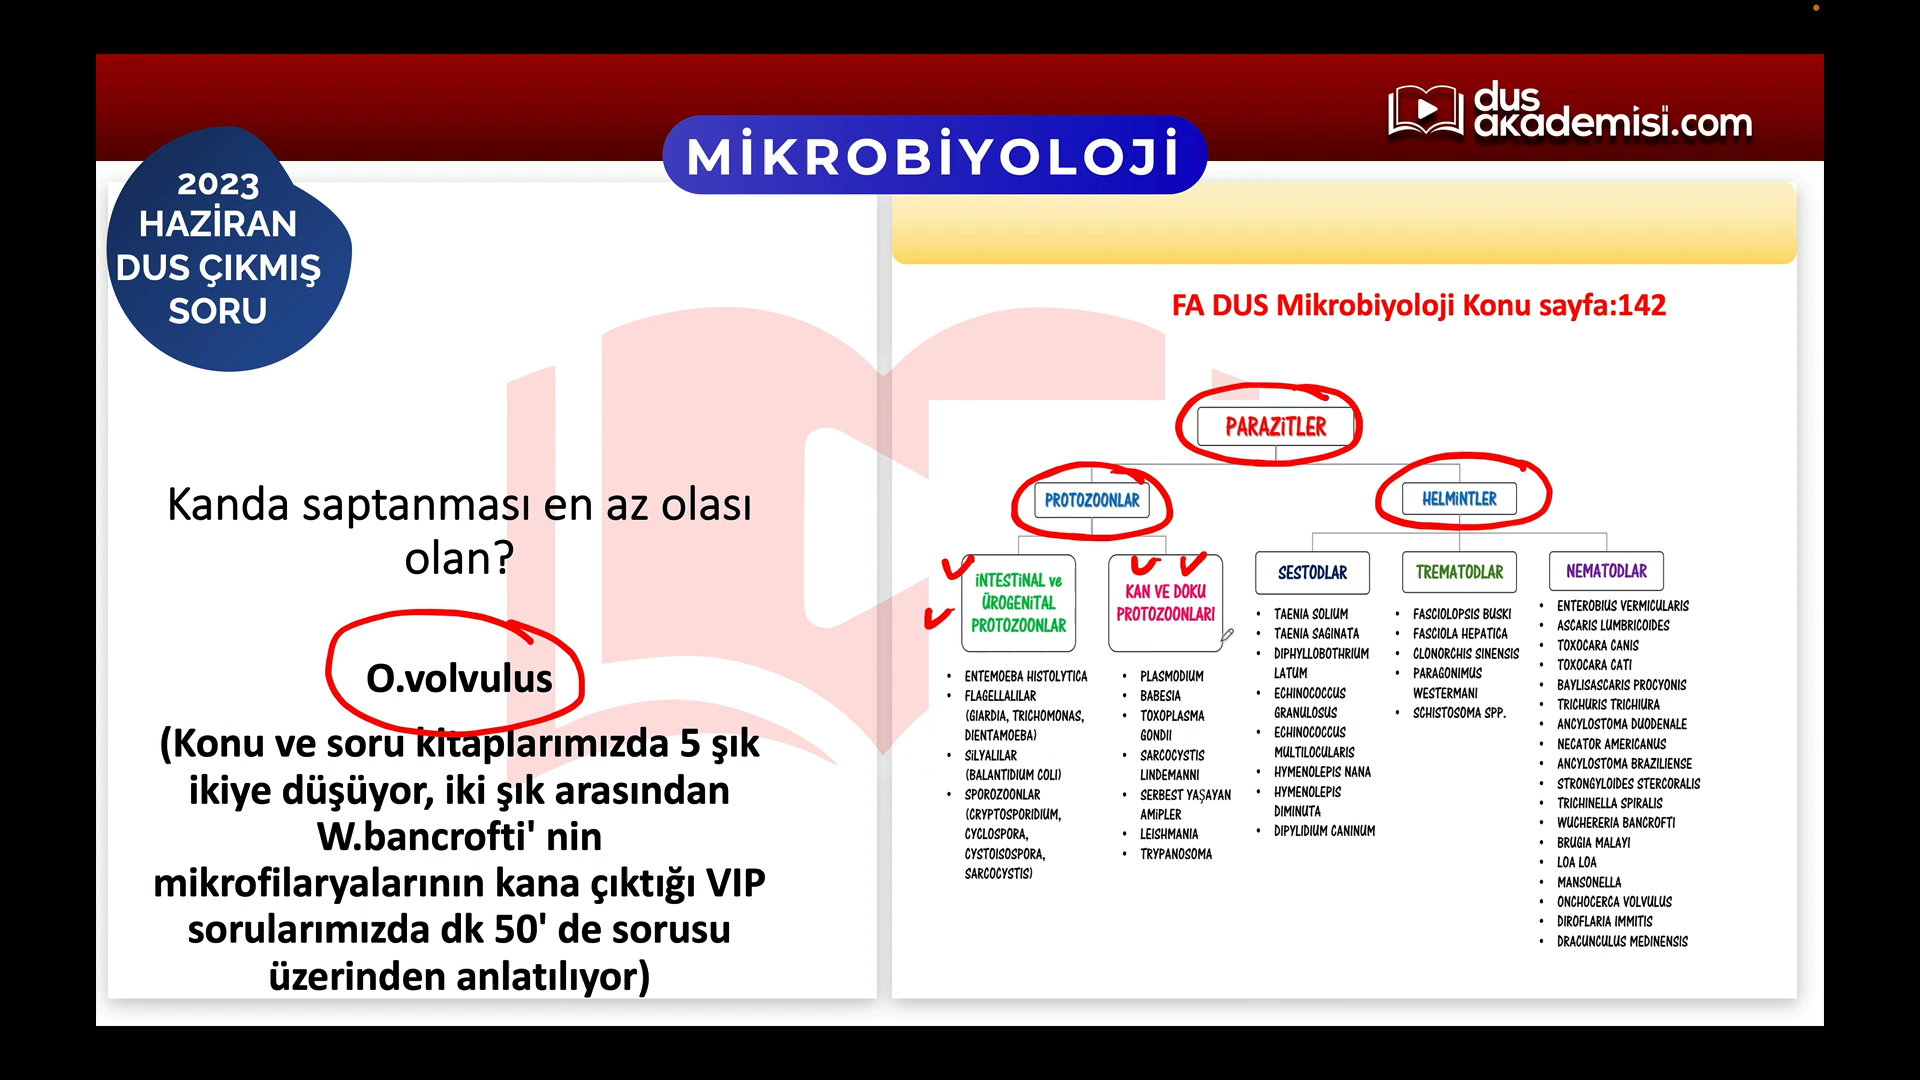 dus
akademisi.com
MİKROBİYOLOJİ
2023
HAZİRAN
DUS ÇIKMIŞ
SORU
Kanda saptanması en az olası
olan?
O.volvulus
(Konu ve soru kitaplarımızda 5 şık
ikiye düşüyor, iki şık arasından
W.bancrofti' nin
mikrofilaryalarının kana çıktığı VIP
sorularımızda dk 50' de sorusu
üzerinden anlatılıyor)
FA DUS Mikrobiyoloji Konu sayfa:142
PARAZİTLER
PROTOZOONLAR
HELMİNTLER
İNTESTİNAL ve
ÜROGENİTAL
PROTOZOONLAR
• ENTEMOEBA HISTOLYTICA
• FLAGELLALILAR
(GIARDIA, TRICHOMONAS,
DIENTAMOEBA)
• SİLYALILAR
(BALANTIDIUM COLI)
• SPOROZOONLAR
(CRYPTOSPORIDIUM,
CYCLOSPORA,
CYSTOISOSPORA,
SARCOCYSTIS)
KAN VE DOKU
PROTOZOONLARI
• PLASMODIUM
• BABESIA
• TOXOPLASMA
GONDII
• SARCOCYSTIS
LINDEMANNI
• SERBEST YAŞAYAN
AMİPLER
• LEISHMANIA
• TRYPANOSOMA
SESTODLAR
• TAENIA SOLIUM
• TAENIA SAGINATA
• DIPHYLLOBOTHRIUM
LATUM
• ECHINOCOCCUS
GRANULOSUS
• ECHINOCOCCUS
MULTILOCULARIS
• HYMENOLEPIS NANA
• HYMENOLEPIS
DIMINUTA
• DIPYLIDIUM CANINUM
TREMATODLAR
• FASCIOLOPSIS BUSKI
• FASCIOLA HEPATICA
• CLONORCHIS SINENSIS
• PARAGONIMUS
WESTERMANI
• SCHISTOSOMA SPP.
NEMATODLAR
• ENTEROBIUS VERMICULARIS
• ASCARIS LUMBRICOIDES
• TOXOCARA CANIS
• TOXOCARA CATI
• BAYLISASCARIS PROCYONIS
• TRICHURIS TRICHIURA
• ANCYLOSTOMA DUODENALE
• NECATOR AMERICANUS
• ANCYLOSTOMA BRAZILIENSE
• STRONGYLOIDES STERCORALIS
• TRICHINELLA SPIRALIS
• WUCHERERIA BANCROFTI
• BRUGIA MALAYI
• LOA LOA
• MANSONELLA
• ONCHOCERCA VOLVULUS
• DIROFLARIA IMMITIS
• DRACUNCULUS MEDINENSIS